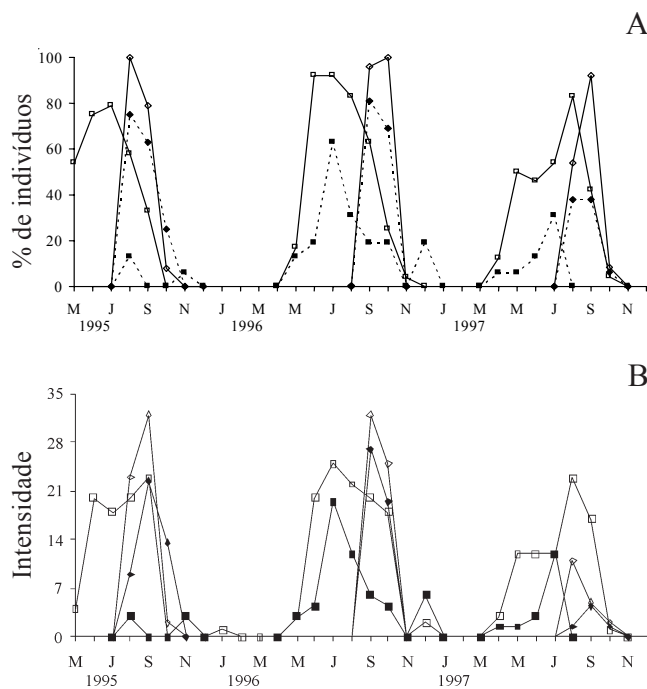 A
% de indivíduos
100
80
60
40
20
0
M J S N J M M J S N J M M J S N
1995 1996 1997
B
Intensidade
35
28
21
14
7
0
M J S N J M M J S N J M M J S N
1995 1996 1997